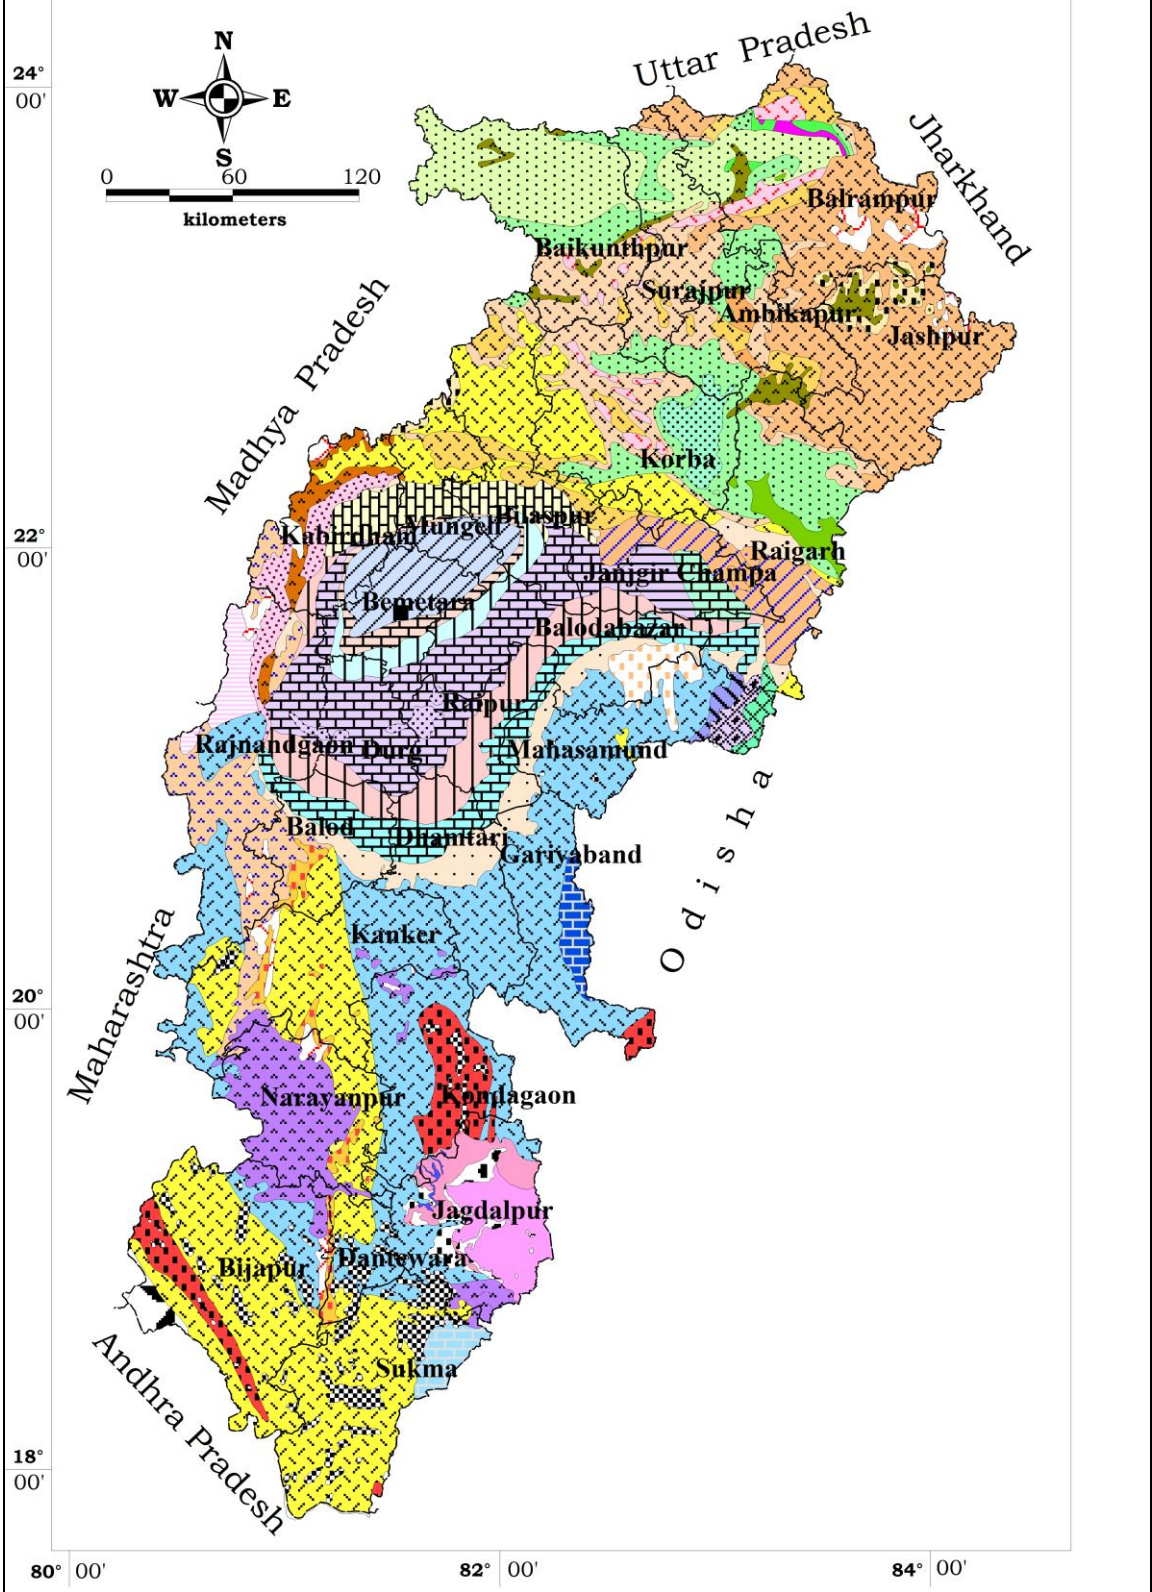 N
W E
S
0 60 120
kilometers
24°
00'
22°
00'
20°
00'
18°
00'
80° 00'
82° 00'
84° 00'
Uttar Pradesh
Jharkhand
Madhya Pradesh
Odisha
Maharashtra
Andhra Pradesh
Balrampur
Baikunthpur
Surajpur
Ambikapur
Jashpur
Korba
Bilaspur
Mungeli
Kabirdham
Raigarh
Janjgir Champa
Bemetara
Balodabazar
Raipur
Rajnandgaon
Durg
Mahasamund
Balod
Dhamtari
Gariyaband
Kanker
Narayanpur
Kondagaon
Jagdalpur
Dantewara
Bijapur
Sukma